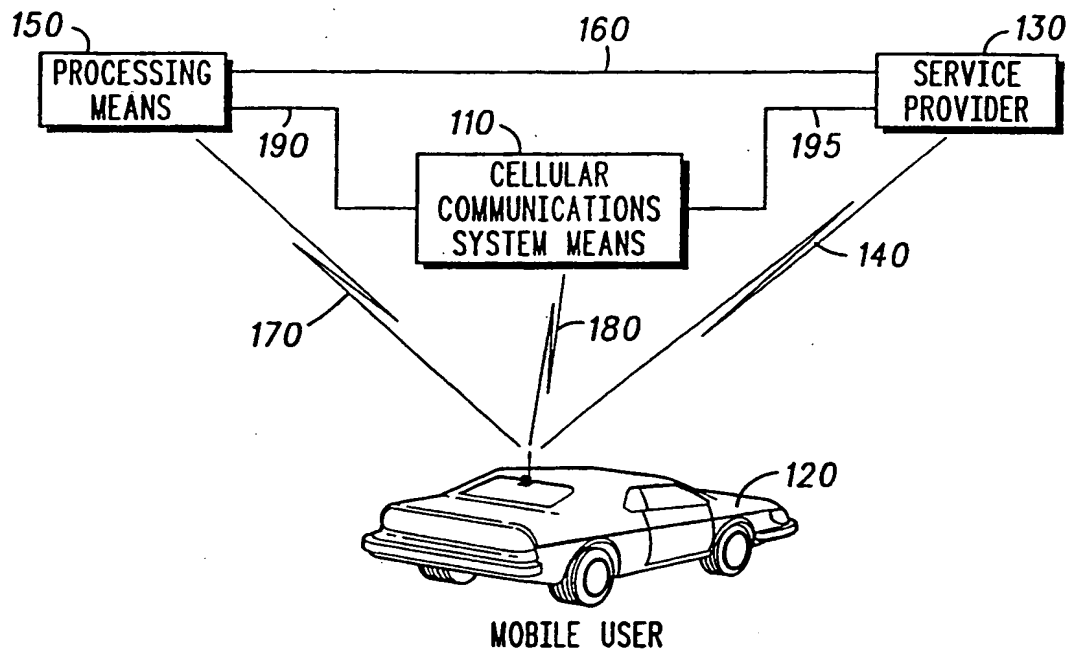 150
160
130
PROCESSING
MEANS
SERVICE
PROVIDER
190
110
195
CELLULAR
COMMUNICATIONS
SYSTEM MEANS
140
170
180
120
MOBILE USER